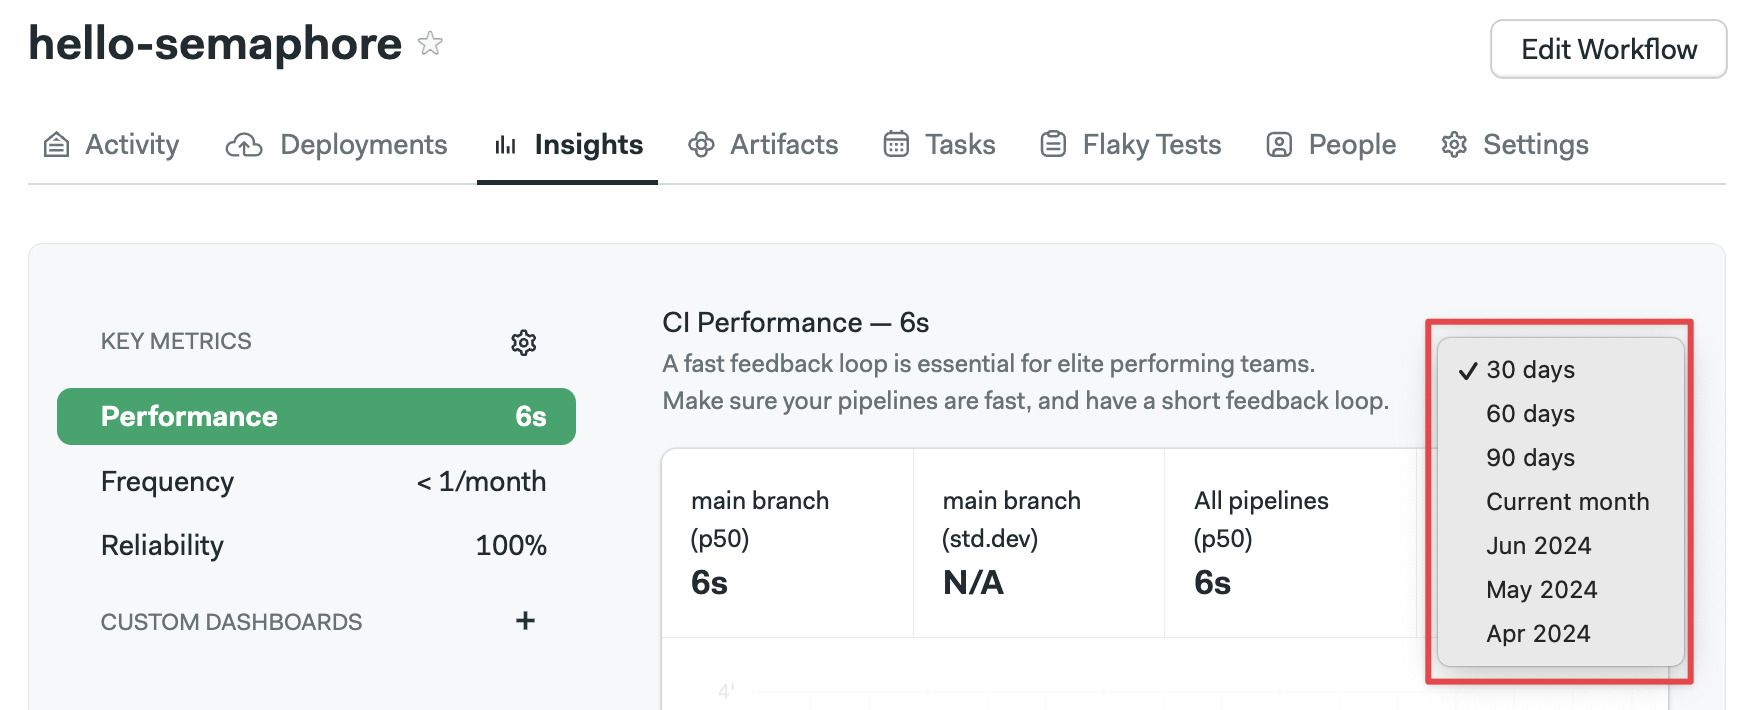 hello-semaphore
Edit Workflow
Activity Deployments Insights Artifacts Tasks Flaky Tests People Settings
KEY METRICS
Performance 6s
Frequency < 1/month
Reliability 100%
CUSTOM DASHBOARDS +
CI Performance — 6s
A fast feedback loop is essential for elite performing teams.
Make sure your pipelines are fast, and have a short feedback loop.
main branch
(p50)
6s
main branch
(std.dev)
N/A
All pipelines
(p50)
6s
4'
✓ 30 days
60 days
90 days
Current month
Jun 2024
May 2024
Apr 2024